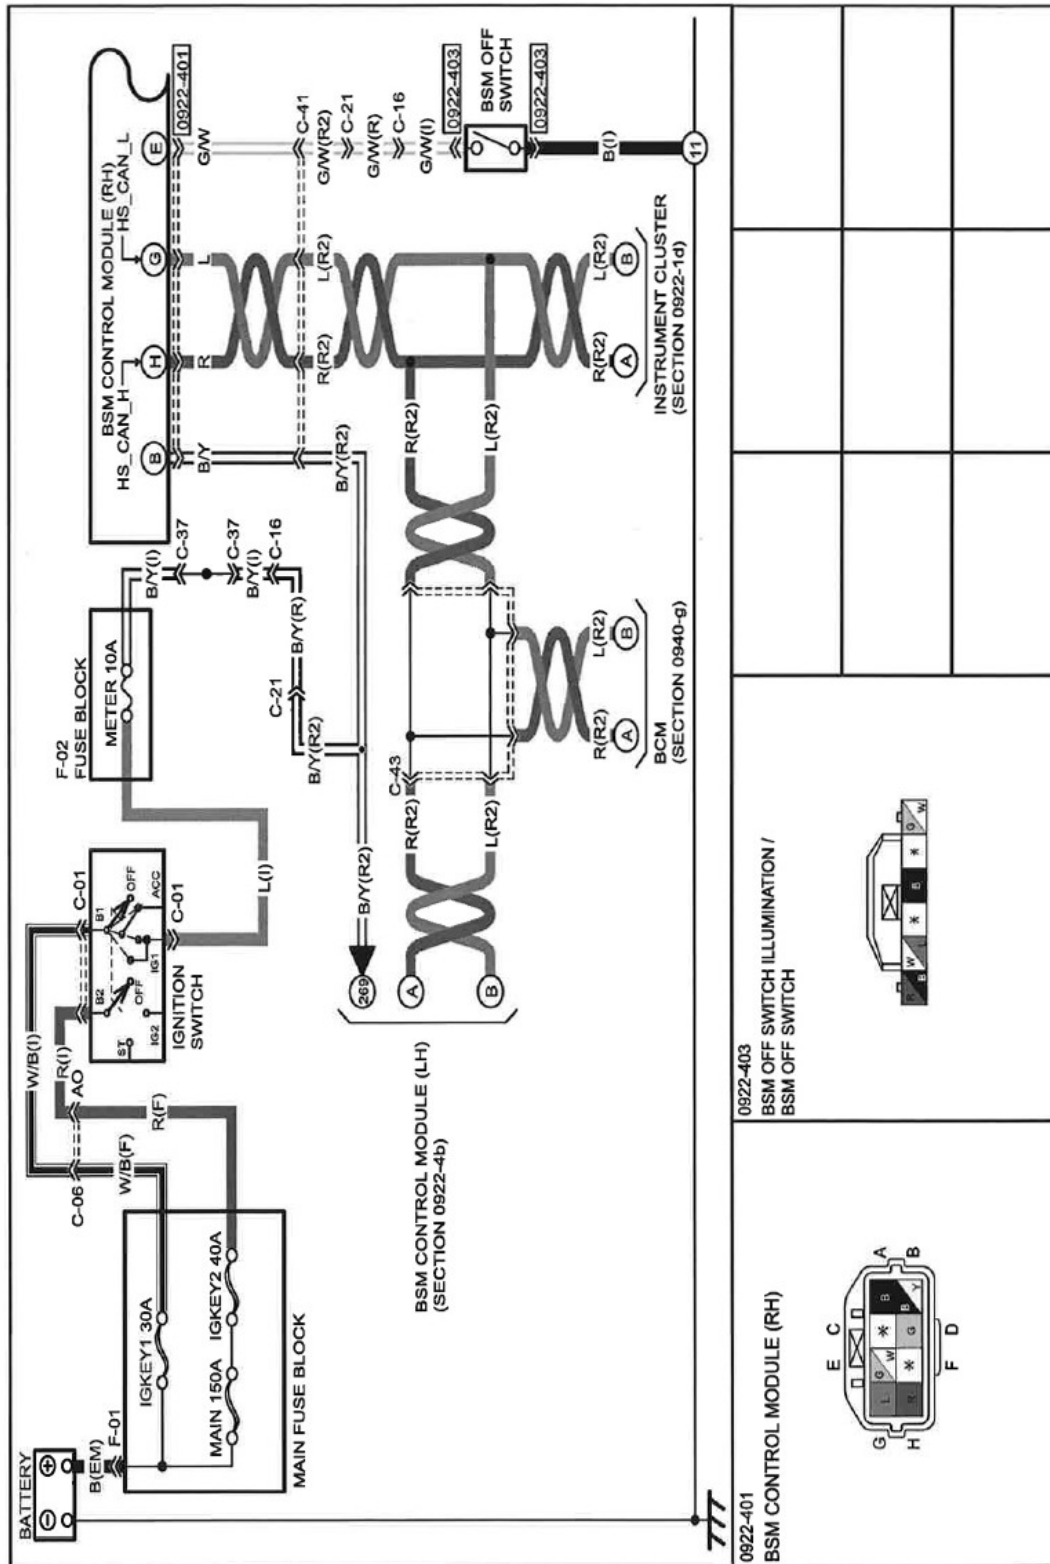 BATTERY
B(EM)
F-01
IGKEY1 30A
MAIN 150A
IGKEY2 40A
MAIN FUSE BLOCK
C-06
AO
W/B(F)
R(F)
W/B(I)
R(I)
C-01
B2
B1
OFF
OFF
ACC
ST
IG2
IG1
C-01
IGNITION
SWITCH
L(I)
F-02
FUSE BLOCK
METER 10A
B/Y(I)
C-37
C-37
B/Y(I)
C-16
B/Y(R)
C-21
B/Y(R2)
B/Y(R2)
B/Y(R2)
269
A
B
BSM CONTROL MODULE (LH)
(SECTION 0922-4b)
R(R2)
L(R2)
C-43
R(R2)
L(R2)
R(R2)
L(R2)
A
B
BCM
(SECTION 0940-g)
BSM CONTROL MODULE (RH)
HS_CAN_H
HS_CAN_L
B
H
G
E
0922-401
B/Y
R
L
G/W
C-41
R(R2)
L(R2)
G/W(R2)
C-21
G/W(R)
C-16
G/W(I)
0922-403
BSM OFF
SWITCH
0922-403
B(I)
11
R(R2)
L(R2)
A
B
INSTRUMENT CLUSTER
(SECTION 0922-1d)
0922-401
BSM CONTROL MODULE (RH)
G
E
C
A
H
F
D
B
L
G
W
*
B
R
*
G
B
Y
0922-403
BSM OFF SWITCH ILLUMINATION /
BSM OFF SWITCH
R
B
W
L
*
B
*
G
W